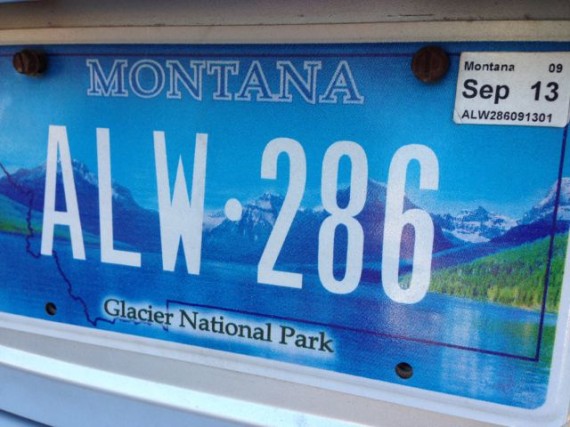 MONTANA
Montana 09
Sep 13
ALW286091301
ALW·286
Glacier National Park